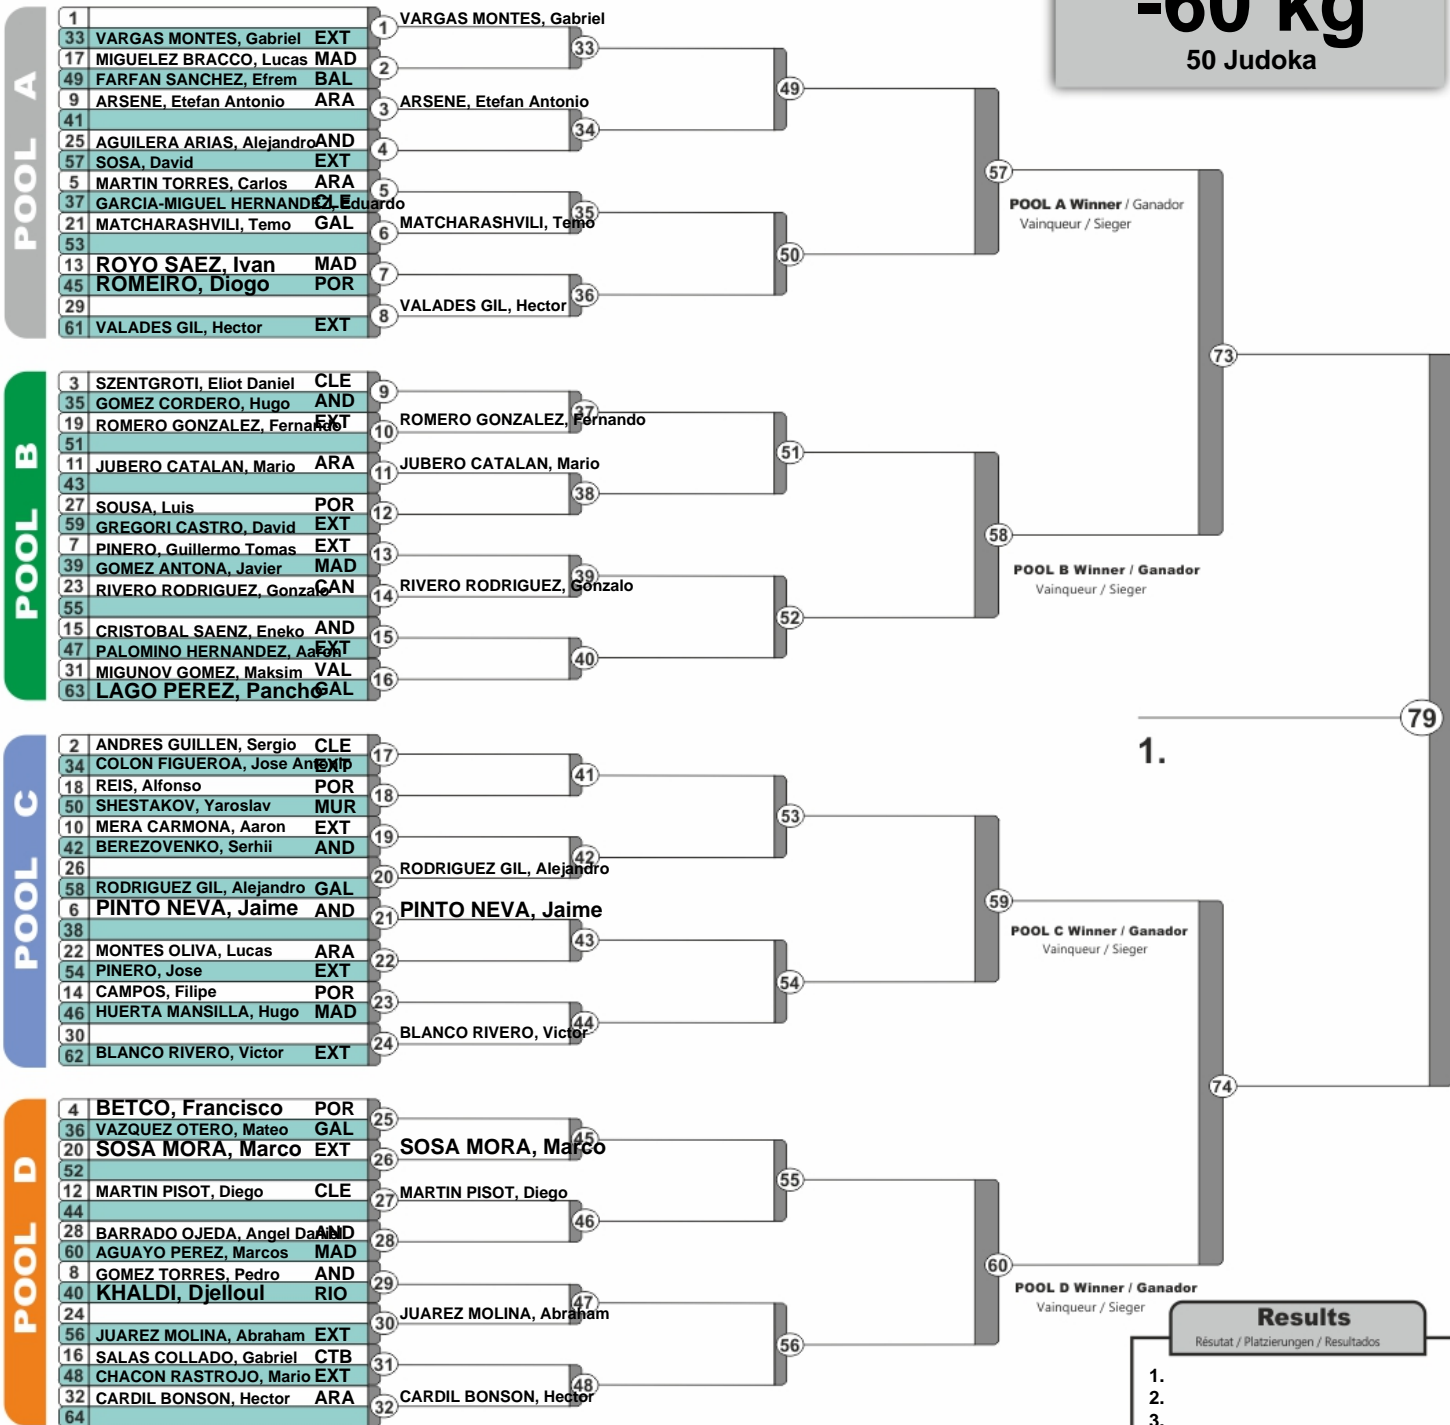 -60 kg
50 Judoka
POOL A
1
33 VARGAS MONTES, Gabriel EXT
17 MIGUELEZ BRACCO, Lucas MAD
49 FARFAN SANCHEZ, Efrem BAL
9 ARSENE, Etefan Antonio ARA
41
25 AGUILERA ARIAS, Alejandro AND
57 SOSA, David EXT
5 MARTIN TORRES, Carlos ARA
37 GARCIA-MIGUEL HERNANDEZ, Eduardo CLE
21 MATCHARASHVILI, Temo GAL
53
13 ROYO SAEZ, Ivan MAD
45 ROMEIRO, Diogo POR
29
61 VALADES GIL, Hector EXT
1 VARGAS MONTES, Gabriel
2
3 ARSENE, Etefan Antonio
4
5
6 MATCHARASHVILI, Temo
7
8 VALADES GIL, Hector
33
34
35
36
49
50
57
POOL A Winner / Ganador
Vainqueur / Sieger
POOL B
3 SZENTGROTI, Eliot Daniel CLE
35 GOMEZ CORDERO, Hugo AND
19 ROMERO GONZALEZ, Fernando EXT
51
11 JUBERO CATALAN, Mario ARA
43
27 SOUSA, Luis POR
59 GREGORI CASTRO, David EXT
7 PINERO, Guillermo Tomas EXT
39 GOMEZ ANTONA, Javier MAD
23 RIVERO RODRIGUEZ, Gonzalo CAN
55
15 CRISTOBAL SAENZ, Eneko AND
47 PALOMINO HERNANDEZ, Aaron EXT
31 MIGUNOV GOMEZ, Maksim VAL
63 LAGO PEREZ, Pancho GAL
9
10 ROMERO GONZALEZ, Fernando
11 JUBERO CATALAN, Mario
12
13
14 RIVERO RODRIGUEZ, Gonzalo
15
16
37
38
39
40
51
52
58
POOL B Winner / Ganador
Vainqueur / Sieger
73
POOL C
2 ANDRES GUILLEN, Sergio CLE
34 COLON FIGUEROA, Jose Antonio EXT
18 REIS, Alfonso POR
50 SHESTAKOV, Yaroslav MUR
10 MERA CARMONA, Aaron EXT
42 BEREZOVENKO, Serhii AND
26
58 RODRIGUEZ GIL, Alejandro GAL
6 PINTO NEVA, Jaime AND
38
22 MONTES OLIVA, Lucas ARA
54 PINERO, Jose EXT
14 CAMPOS, Filipe POR
46 HUERTA MANSILLA, Hugo MAD
30
62 BLANCO RIVERO, Victor EXT
17
18
19
20 RODRIGUEZ GIL, Alejandro
21 PINTO NEVA, Jaime
22
23
24 BLANCO RIVERO, Victor
41
42
43
44
53
54
59
POOL C Winner / Ganador
Vainqueur / Sieger
79
1.
POOL D
4 BETCO, Francisco POR
36 VAZQUEZ OTERO, Mateo GAL
20 SOSA MORA, Marco EXT
52
12 MARTIN PISOT, Diego CLE
44
28 BARRADO OJEDA, Angel Daniel AND
60 AGUAYO PEREZ, Marcos MAD
8 GOMEZ TORRES, Pedro AND
40 KHALDI, Djelloul RIO
24
56 JUAREZ MOLINA, Abraham EXT
16 SALAS COLLADO, Gabriel CTB
48 CHACON RASTROJO, Mario EXT
32 CARDIL BONSON, Hector ARA
64
25
26 SOSA MORA, Marco
27 MARTIN PISOT, Diego
28
29
30 JUAREZ MOLINA, Abraham
31
32 CARDIL BONSON, Hector
45
46
47
48
55
56
60
POOL D Winner / Ganador
Vainqueur / Sieger
74
Results
Résutat / Platzierungen / Resultados
1.
2.
3.